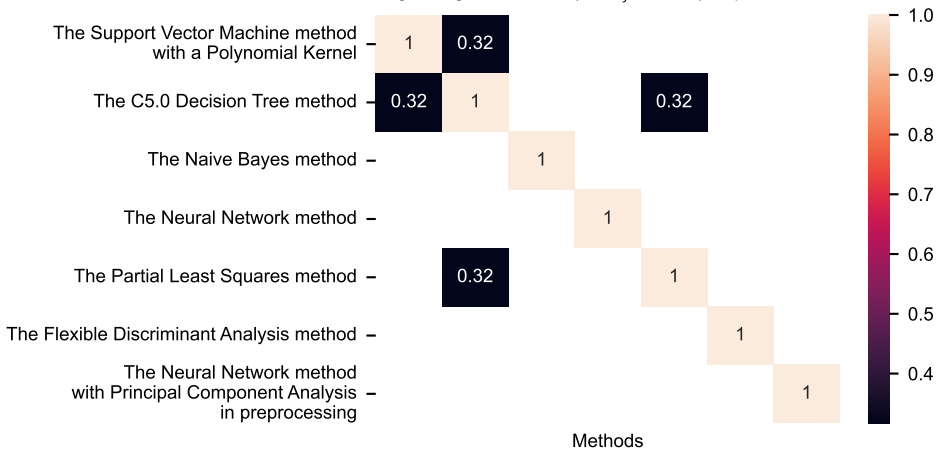 The Support Vector Machine method
with a Polynomial Kernel
1 0.32
The C5.0 Decision Tree method
0.32 1 0.32
The Naive Bayes method
1
The Neural Network method
1
The Partial Least Squares method
0.32 1
The Flexible Discriminant Analysis method
1
The Neural Network method
with Principal Component Analysis
in preprocessing
1
Methods
1.0
0.9
0.8
0.7
0.6
0.5
0.4